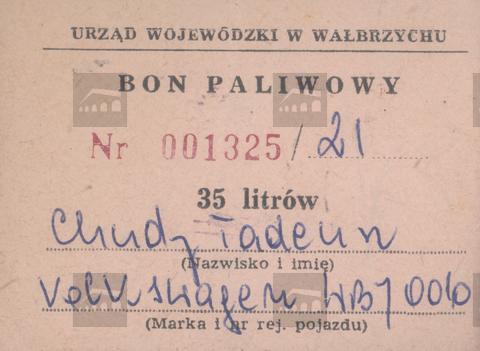 URZĄD WOJEWÓDZKI W WAŁBRZYCHU
BON PALIWOWY
Nr 001325 / 21
35 litrów
Chudy Tadeusz
(Nazwisko i imię)
Volkswagen WBJ 0060
(Marka i nr rej. pojazdu)